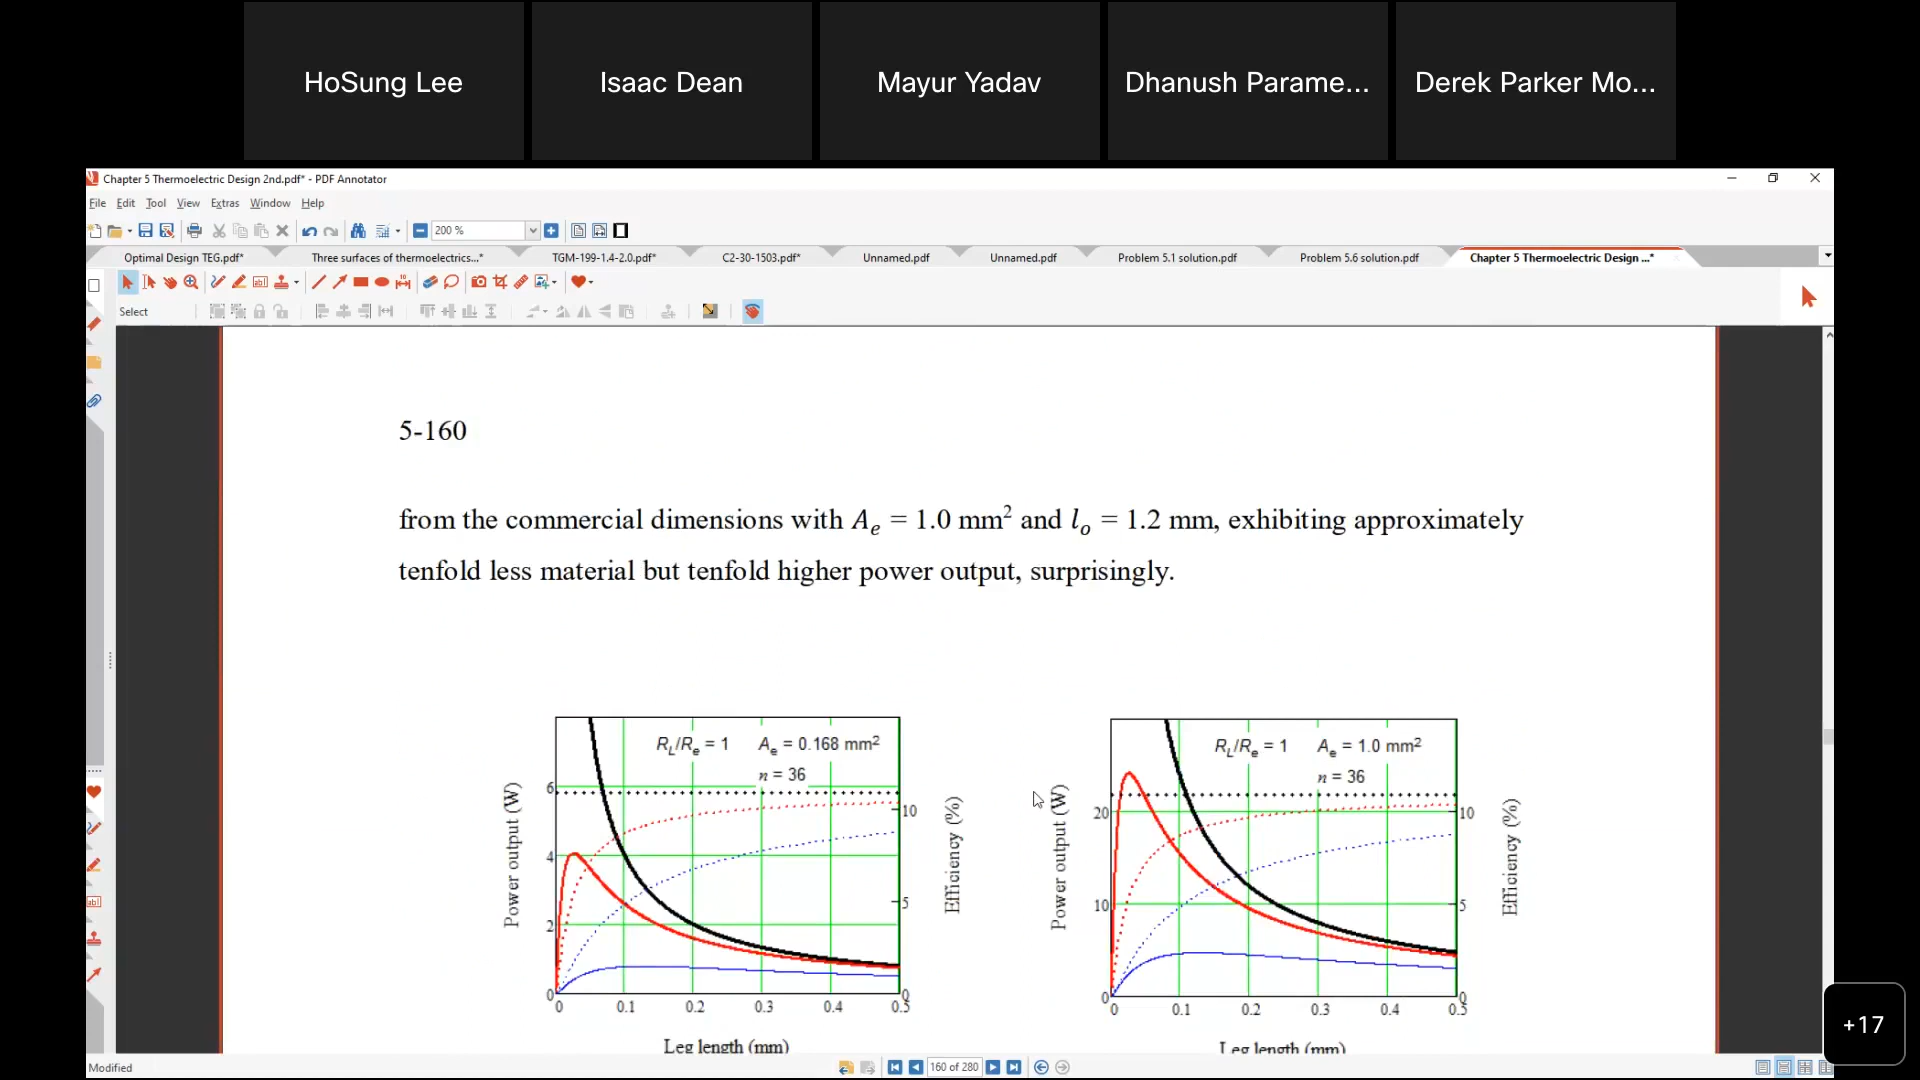 HoSung Lee
Isaac Dean
Mayur Yadav
Dhanush Parame...
Derek Parker Mo...
Chapter 5 Thermoelectric Design 2nd.pdf* - PDF Annotator
File Edit Tool View Extras Window Help
200 %
Optimal Design TEG.pdf*
Three surfaces of thermoelectrics...*
TGM-199-1.4-2.0.pdf*
C2-30-1503.pdf*
Unnamed.pdf
Unnamed.pdf
Problem 5.1 solution.pdf
Problem 5.6 solution.pdf
Chapter 5 Thermoelectric Design ...*
Select
5-160
from the commercial dimensions with Aₑ = 1.0 mm² and lₒ = 1.2 mm, exhibiting approximately
tenfold less material but tenfold higher power output, surprisingly.
R_L/Rₑ = 1 Aₑ = 0.168 mm²
n = 36
Power output (W)
6
4
2
0
10
5
0
Efficiency (%)
0 0.1 0.2 0.3 0.4 0.5
Leg length (mm)
R_L/Rₑ = 1 Aₑ = 1.0 mm²
n = 36
Power output (W)
20
10
0
10
5
0
Efficiency (%)
0 0.1 0.2 0.3 0.4 0.5
Leg length (mm)
+17
Modified
160 of 280